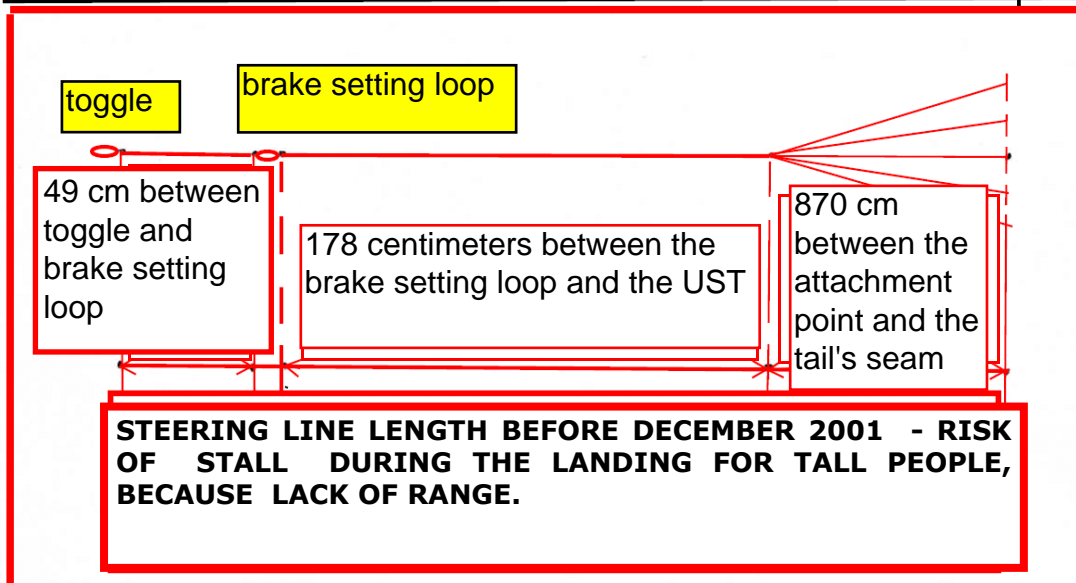 toggle
brake setting loop
49 cm between
toggle and
brake setting
loop
178 centimeters between the
brake setting loop and the UST
870 cm
between the
attachment
point and the
tail's seam
STEERING LINE LENGTH BEFORE DECEMBER 2001 - RISK
OF STALL DURING THE LANDING FOR TALL PEOPLE,
BECAUSE LACK OF RANGE.